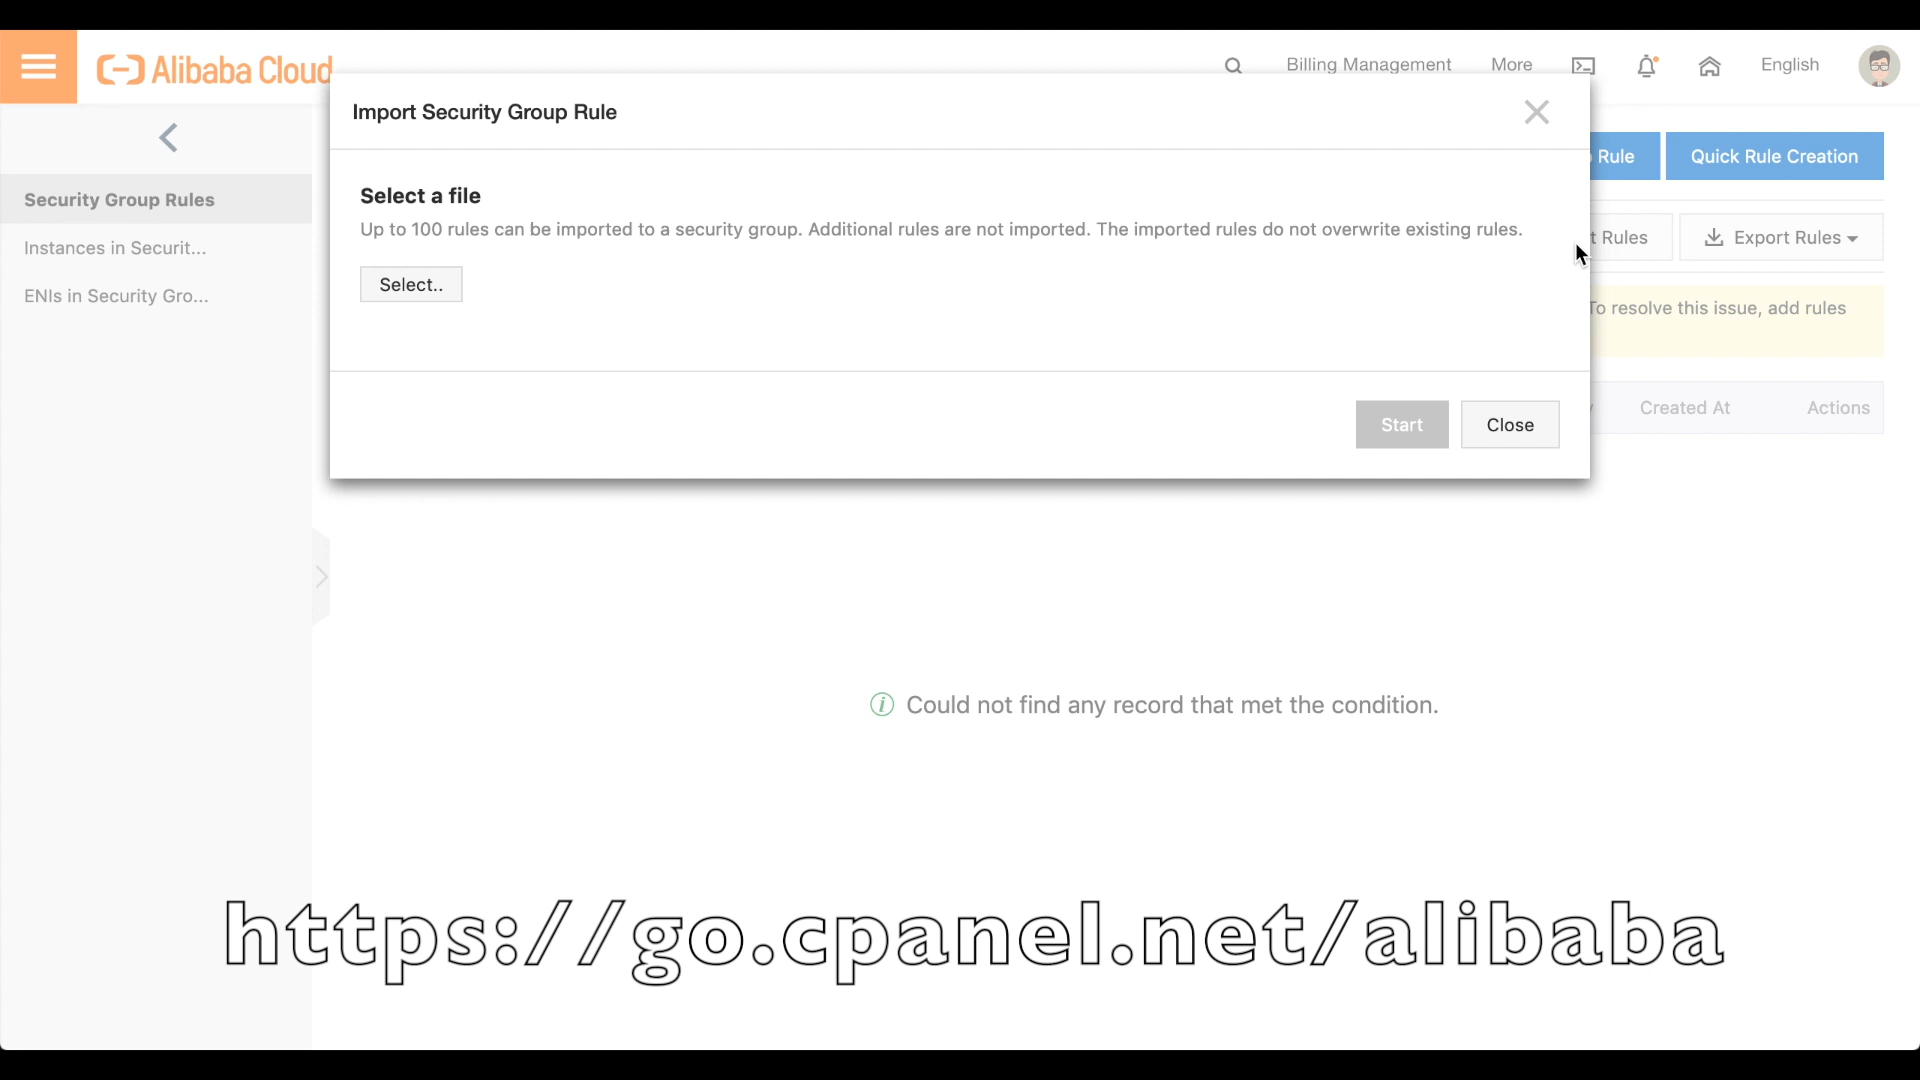 Alibaba Cloud
Billing Management
More
English
Import Security Group Rule
Rule
Quick Rule Creation
Security Group Rules
Select a file
Instances in Securit...
Up to 100 rules can be imported to a security group. Additional rules are not imported. The imported rules do not overwrite existing rules.
t Rules
Export Rules
ENIs in Security Gro...
Select..
To resolve this issue, add rules
Start
Close
Created At
Actions
Could not find any record that met the condition.
https://go.cpanel.net/alibaba